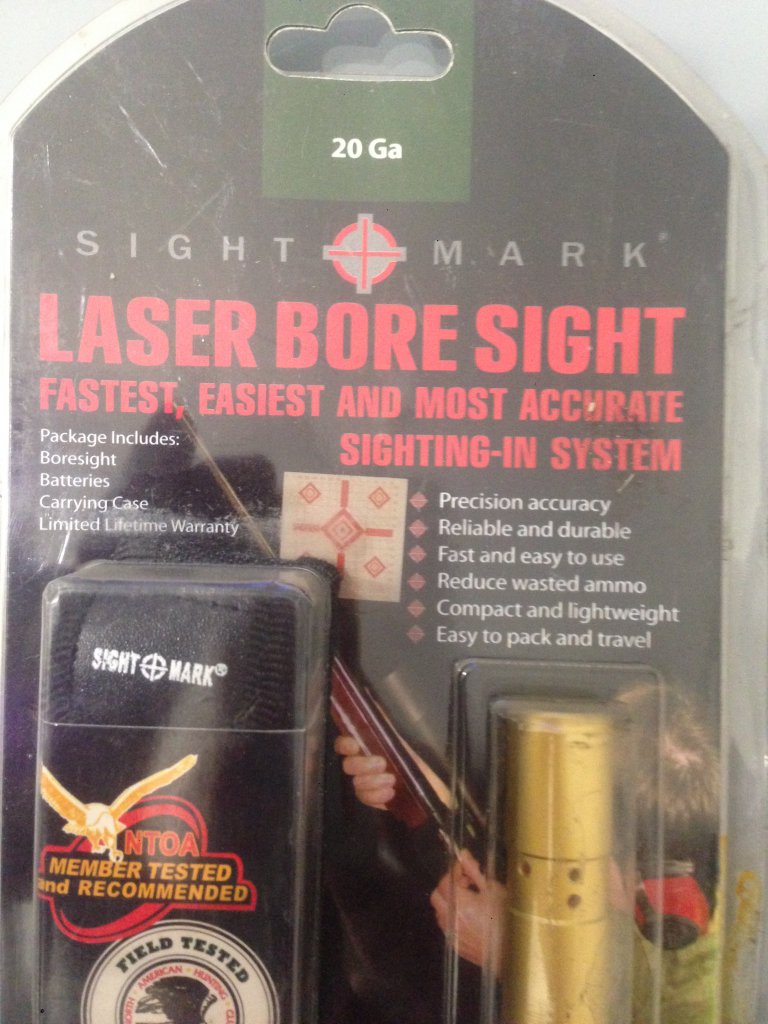 20 Ga
SIGHT MARK®
LASER BORE SIGHT
FASTEST, EASIEST AND MOST ACCURATE
SIGHTING-IN SYSTEM
Package Includes:
Boresight
Batteries
Carrying Case
Limited Lifetime Warranty
Precision accuracy
Reliable and durable
Fast and easy to use
Reduce wasted ammo
Compact and lightweight
Easy to pack and travel
SIGHT MARK®
NTOA
MEMBER TESTED
and RECOMMENDED
FIELD TESTED
AMERICAN • HUNTING